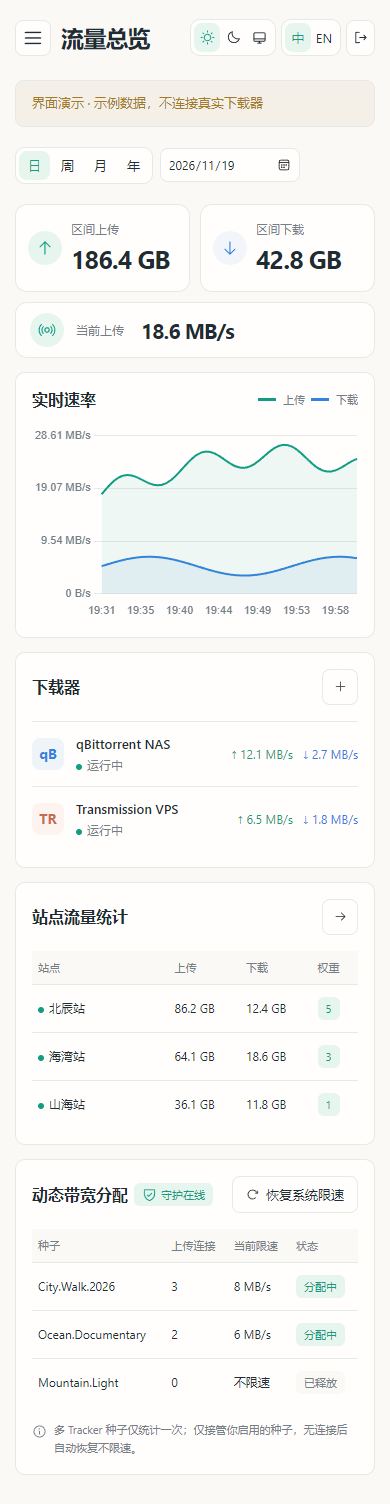 流量总览
中 EN
界面演示 · 示例数据，不连接真实下载器
日 周 月 年 2026/11/19
区间上传
186.4 GB
区间下载
42.8 GB
当前上传 18.6 MB/s
实时速率
上传 下载
28.61 MB/s
19.07 MB/s
9.54 MB/s
0 B/s
19:31 19:35 19:40 19:44 19:49 19:53 19:58
下载器
qB
qBittorrent NAS
运行中
↑ 12.1 MB/s ↓ 2.7 MB/s
TR
Transmission VPS
运行中
↑ 6.5 MB/s ↓ 1.8 MB/s
站点流量统计
站点 上传 下载 权重
北辰站 86.2 GB 12.4 GB 5
海湾站 64.1 GB 18.6 GB 3
山海站 36.1 GB 11.8 GB 1
动态带宽分配 守护在线 恢复系统限速
种子 上传连接 当前限速 状态
City.Walk.2026 3 8 MB/s 分配中
Ocean.Documentary 2 6 MB/s 分配中
Mountain.Light 0 不限速 已释放
多 Tracker 种子仅统计一次；仅接管你启用的种子，无连接后
自动恢复不限速。